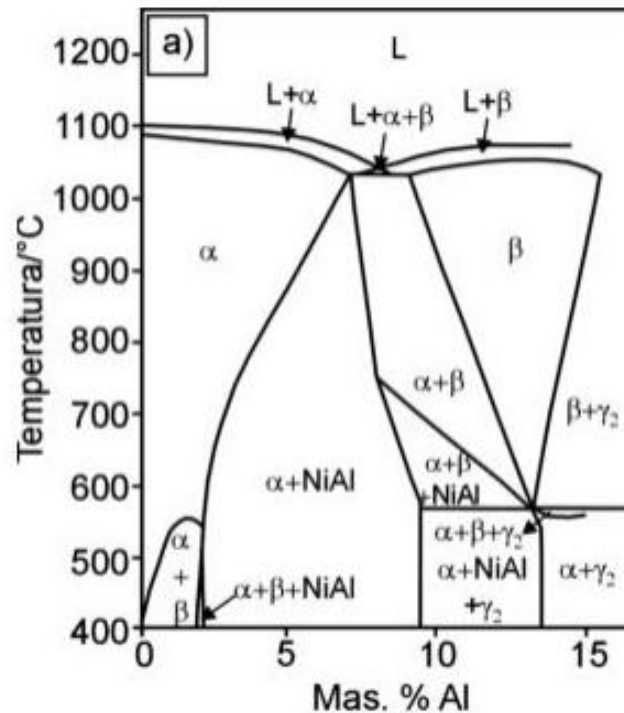 a)
L
1200
L+α
L+α+β
L+β
1100
1000
α
β
900
800
α+β
700
β+γ₂
α+β
+NiAl
α+NiAl
600
α+β+γ₂
500
α
+
β
α+β+NiAl
α+NiAl
+γ₂
α+γ₂
400
0
5
10
15
Temperatura/°C
Mas. % Al